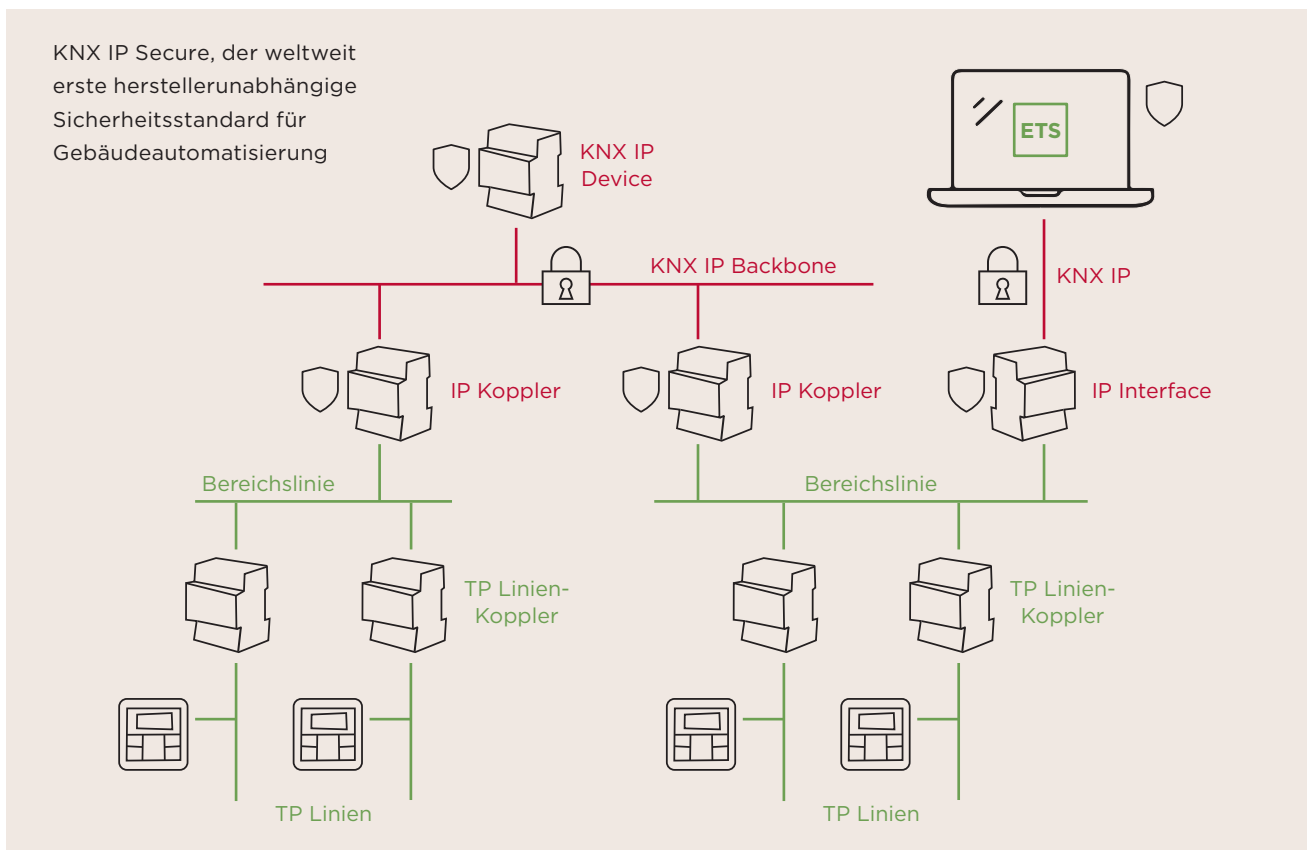 KNX IP Secure, der weltweit
erste herstellerunabhängige
Sicherheitsstandard für
Gebäudeautomatisierung
ETS
KNX IP
Device
KNX IP Backbone
KNX IP
IP Koppler
IP Koppler
IP Interface
Bereichslinie
Bereichslinie
TP Linien-
Koppler
TP Linien-
Koppler
TP Linien
TP Linien